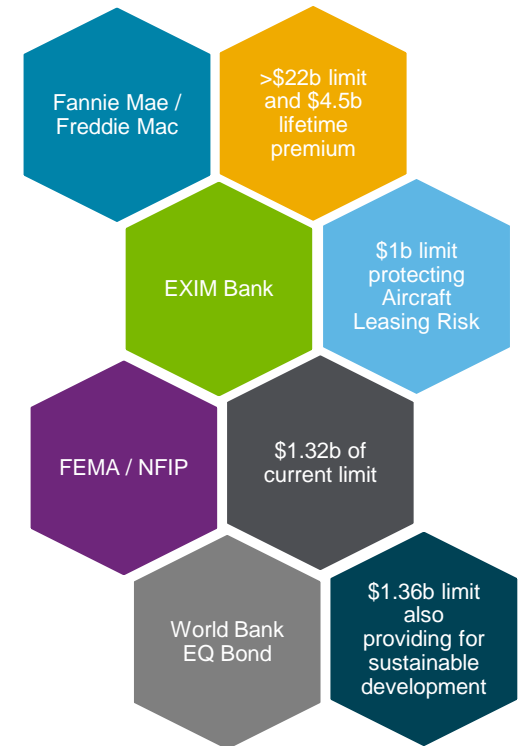 Fannie Mae /
Freddie Mac
>$22b limit
and $4.5b
lifetime
premium
EXIM Bank
$1b limit
protecting
Aircraft
Leasing Risk
FEMA / NFIP
$1.32b of
current limit
World Bank
EQ Bond
$1.36b limit
also
providing for
sustainable
development